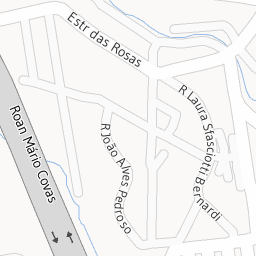 Estr das Rosas
R Laura Sfasciotti Bernardi
Roan Mário Covas
R João Alves Pedroso